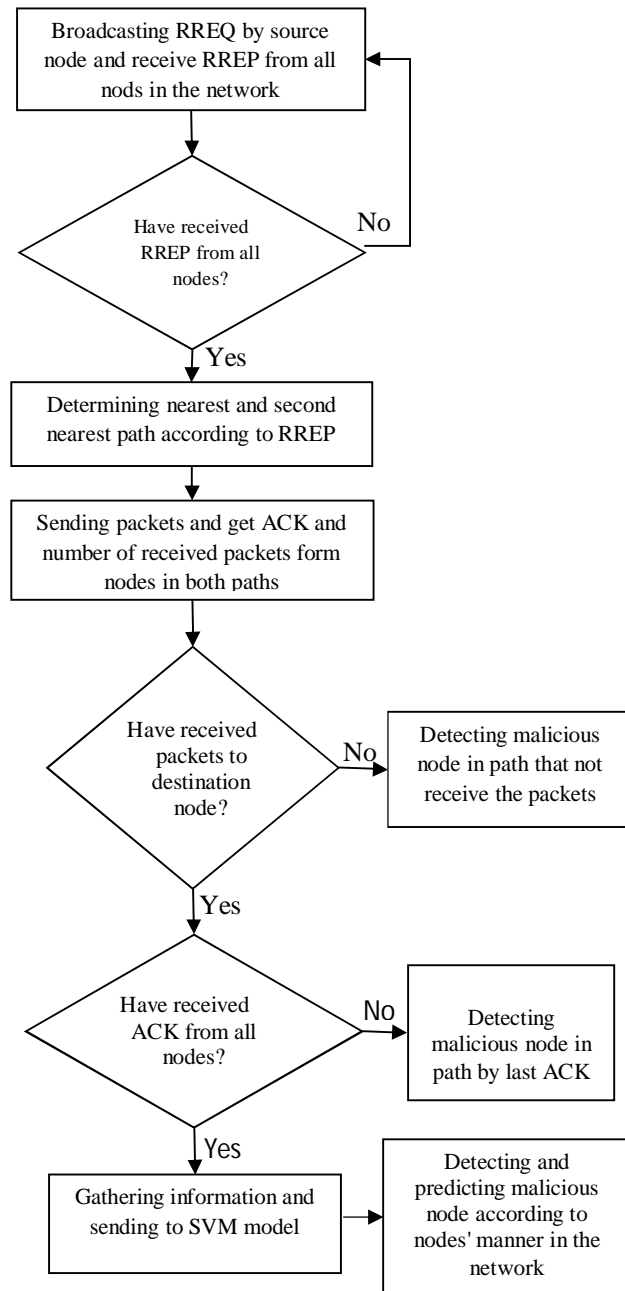 Broadcasting RREQ by source
node and receive RREP from all
nods in the network
Have received
RREP from all
nodes?
No
Yes
Determining nearest and second
nearest path according to RREP
Sending packets and get ACK and
number of received packets form
nodes in both paths
Have received
packets to
destination
node?
No
Detecting malicious
node in path that not
receive the packets
Yes
Have received
ACK from all
nodes?
No
Detecting
malicious node in
path by last ACK
Yes
Gathering information and
sending to SVM model
Detecting and
predicting malicious
node according to
nodes' manner in the
network